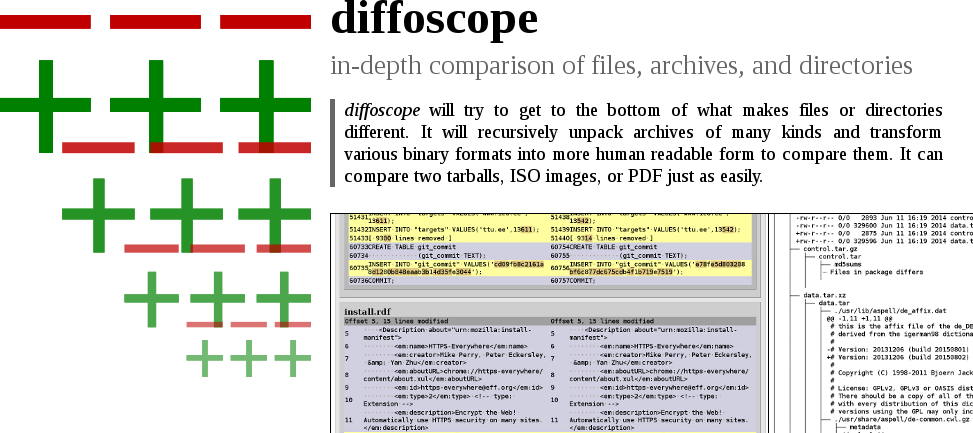 diffoscope
in-depth comparison of files, archives, and directories
diffoscope will try to get to the bottom of what makes files or directories
different. It will recursively unpack archives of many kinds and transform
various binary formats into more human readable form to compare them. It can
compare two tarballs, ISO images, or PDF just as easily.
13611); 13542);
51432 INSERT INTO "targets" VALUES('ttu.ee',13611); 51439 INSERT INTO "targets" VALUES('ttu.ee',13542);
51433 [ 9300 lines removed ] 51440 [ 9314 lines removed ]
60733 CREATE TABLE git_commit 60754 CREATE TABLE git_commit
60734 (git_commit TEXT); 60755 (git_commit TEXT);
60736 COMMIT; 60757 COMMIT;
install.rdf
Offset 5, 15 lines modified Offset 5, 15 lines modified
5 <Description about="urn:mozilla:install- 5 <Description about="urn:mozilla:install-
manifest"> manifest">
6 <em:name>HTTPS-Everywhere</em:name> 6 <em:name>HTTPS-Everywhere</em:name>
7 <em:creator>Mike Perry, Peter Eckersley, 7 <em:creator>Mike Perry, Peter Eckersley,
&amp; Yan Zhu</em:creator> &amp; Yan Zhu</em:creator>
8 <em:aboutURL>chrome://https-everywhere/ 8 <em:aboutURL>chrome://https-everywhere/
content/about.xul</em:aboutURL> content/about.xul</em:aboutURL>
9 <em:id>https-everywhere@eff.org</em:id> 9 <em:id>https-everywhere@eff.org</em:id>
10 <em:type>2</em:type> <!-- type: 10 <em:type>2</em:type> <!-- type:
Extension --> Extension -->
<em:description>Encrypt the Web! <em:description>Encrypt the Web!
11 Automatically use HTTPS security on many sites. 11 Automatically use HTTPS security on many sites.
</em:description> </em:description>
-rw-r--r-- 0/0 2893 Jun 11 16:19 2014 contro
-rw-r--r-- 0/0 329600 Jun 11 16:19 2014 data.t
+rw-r--r-- 0/0 2875 Jun 11 16:19 2014 contro
+rw-r--r-- 0/0 329596 Jun 11 16:19 2014 data.t
control.tar.gz
control.tar
md5sums
Files in package differs
data.tar.xz
data.tar
./usr/lib/aspell/de_affix.dat
@@ -1.11 +1.11 @@
# this is the affix file of the de_DE
# derived from the igerman98 dictiona
#
# Version: 20131206 (build 20150801)
+# Version: 20131206 (build 20150802)
#
# Copyright (C) 1998-2011 Bjoern Jack
#
# License: GPLv2, GPLv3 or OASIS dist
# There should be a copy of all of th
# with every distribution of this dic
# versions using the GPL may only inc
./usr/share/aspell/de-common.cwl.gz
metadata